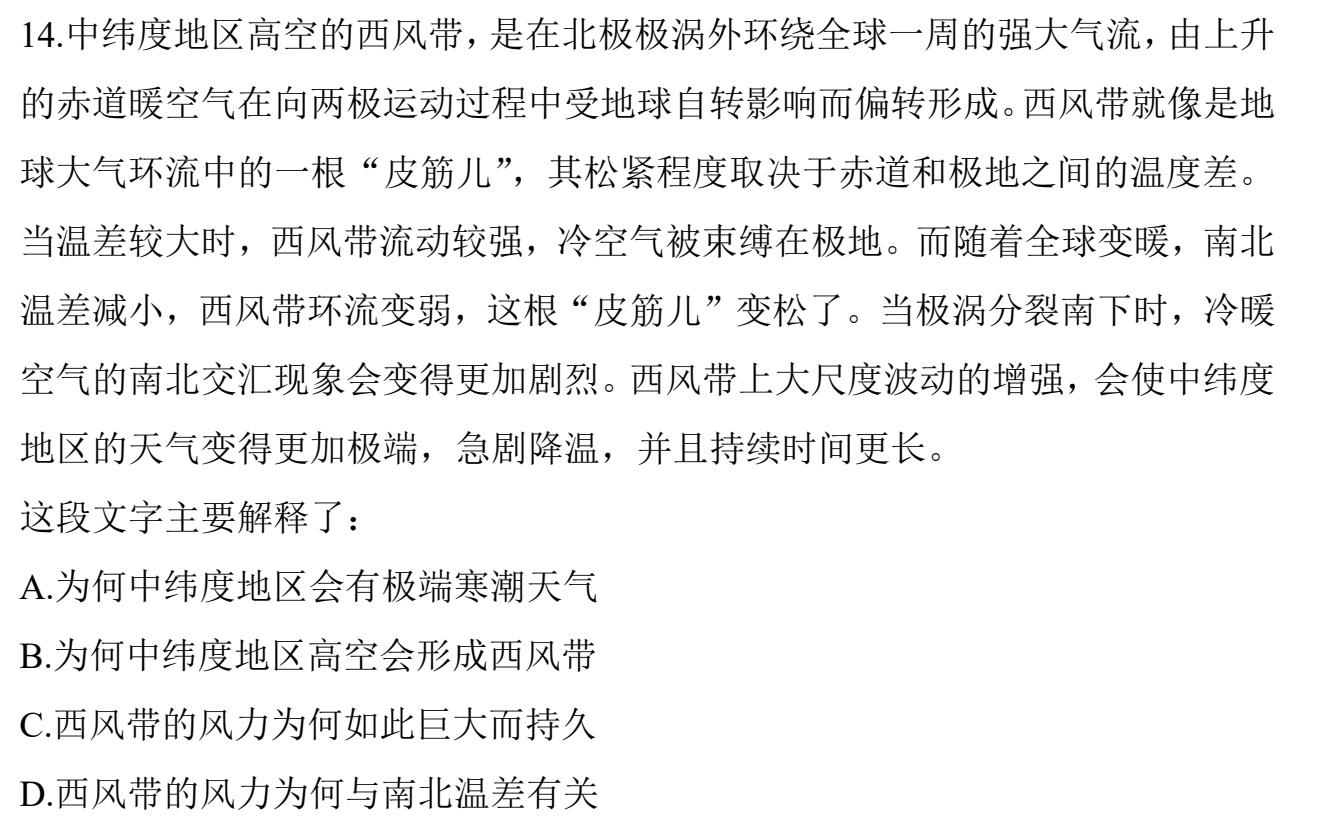 14.中纬度地区高空的西风带，是在北极极涡外环绕全球一周的强大气流，由上升
的赤道暖空气在向两极运动过程中受地球自转影响而偏转形成。西风带就像是地
球大气环流中的一根“皮筋儿”，其松紧程度取决于赤道和极地之间的温度差。
当温差较大时，西风带流动较强，冷空气被束缚在极地。而随着全球变暖，南北
温差减小，西风带环流变弱，这根“皮筋儿”变松了。当极涡分裂南下时，冷暖
空气的南北交汇现象会变得更加剧烈。西风带上大尺度波动的增强，会使中纬度
地区的天气变得更加极端，急剧降温，并且持续时间更长。
这段文字主要解释了：
A.为何中纬度地区会有极端寒潮天气
B.为何中纬度地区高空会形成西风带
C.西风带的风力为何如此巨大而持久
D.西风带的风力为何与南北温差有关